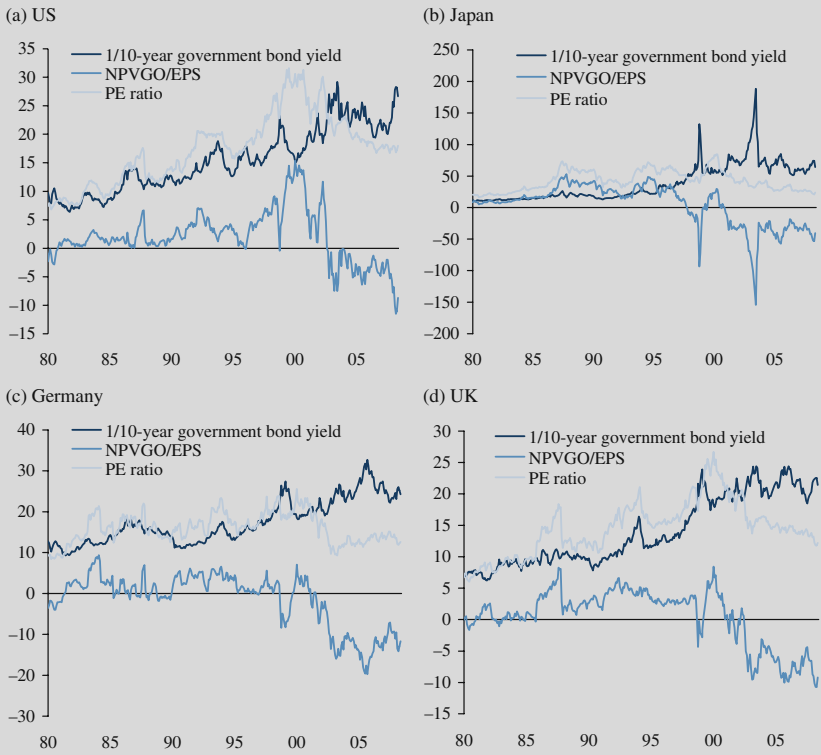 (a) US
1/10-year government bond yield
NPVGO/EPS
PE ratio
35
30
25
20
15
10
5
0
–5
–10
–15
80 85 90 95 00 05
(b) Japan
1/10-year government bond yield
NPVGO/EPS
PE ratio
250
200
150
100
50
0
–50
–100
–150
–200
80 85 90 95 00 05
(c) Germany
1/10-year government bond yield
NPVGO/EPS
PE ratio
40
30
20
10
0
–10
–20
–30
80 85 90 95 00 05
(d) UK
1/10-year government bond yield
NPVGO/EPS
PE ratio
30
25
20
15
10
5
0
–5
–10
–15
80 85 90 95 00 05